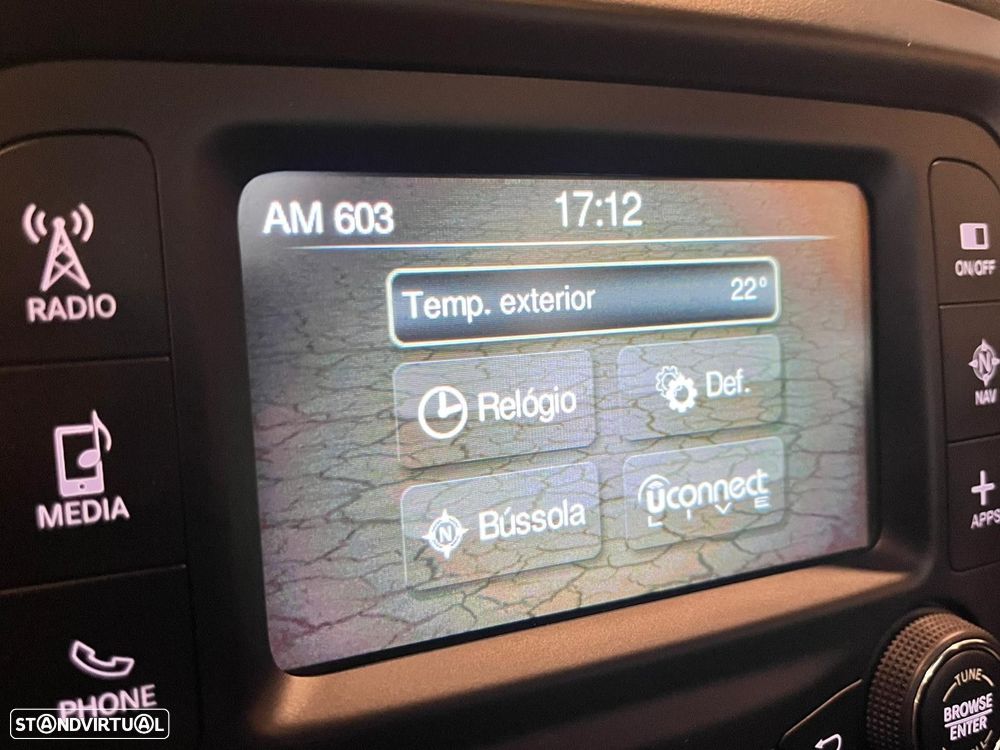 AM 603
17:12
Temp. exterior 22°
Relógio
Def.
Bússola
uconnect
LIVE
RADIO
MEDIA
PHONE
ON/OFF
NAV
APPS
TUNE
BROWSE
ENTER
STANDVIRTUAL